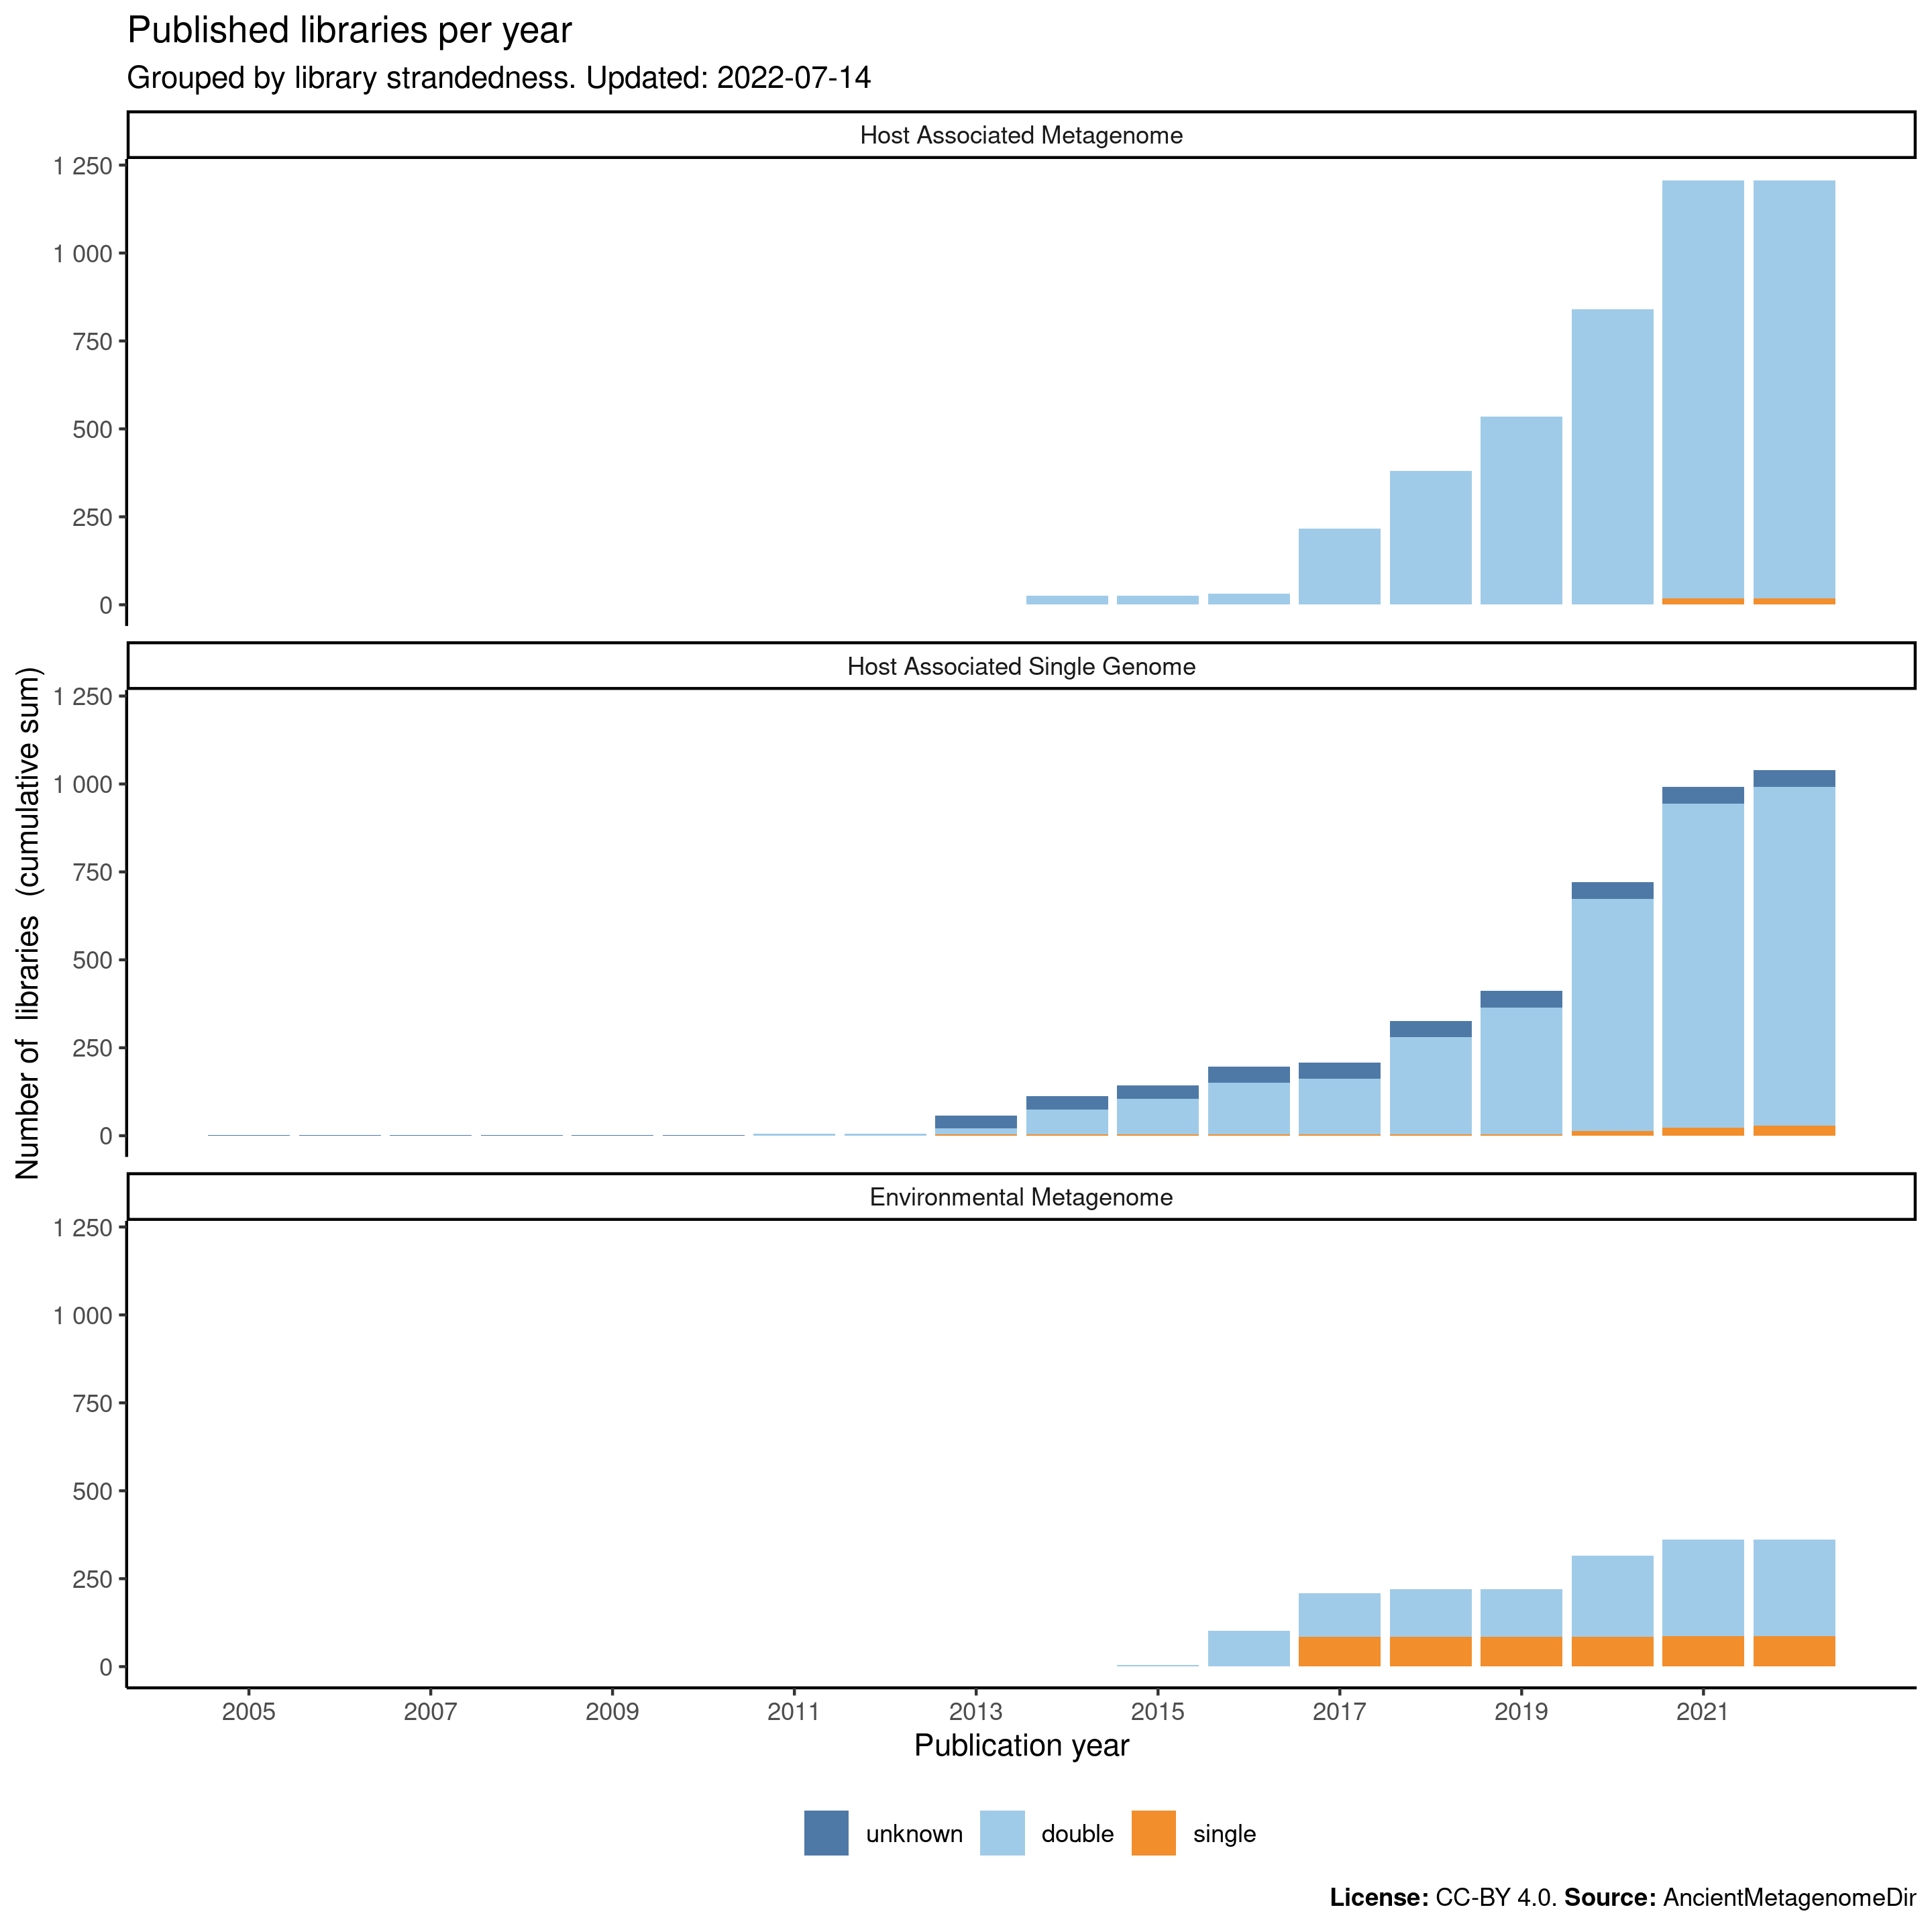 Published libraries per year
Grouped by library strandedness. Updated: 2022-07-14
Host Associated Metagenome
1 250
1 000
750
500
250
0
Host Associated Single Genome
1 250
1 000
750
500
250
0
Environmental Metagenome
1 250
1 000
750
500
250
0
Number of libraries (cumulative sum)
2005 2007 2009 2011 2013 2015 2017 2019 2021
Publication year
unknown double single
License: CC-BY 4.0. Source: AncientMetagenomeDir